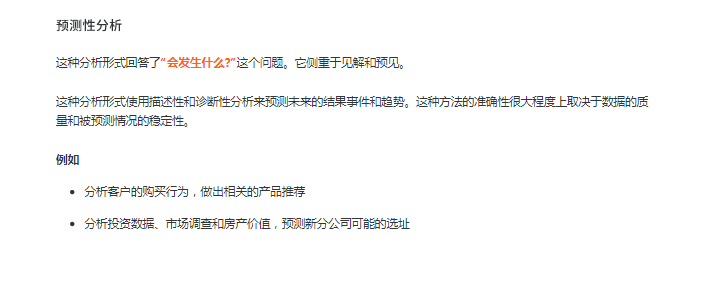 预测性分析
这种分析形式回答了“会发生什么?”这个问题。它侧重于见解和预见。
这种分析形式使用描述性和诊断性分析来预测未来的结果事件和趋势。这种方法的准确性很大程度上取决于数据的质
量和被预测情况的稳定性。
例如
• 分析客户的购买行为，做出相关的产品推荐
• 分析投资数据、市场调查和房产价值，预测新分公司可能的选址